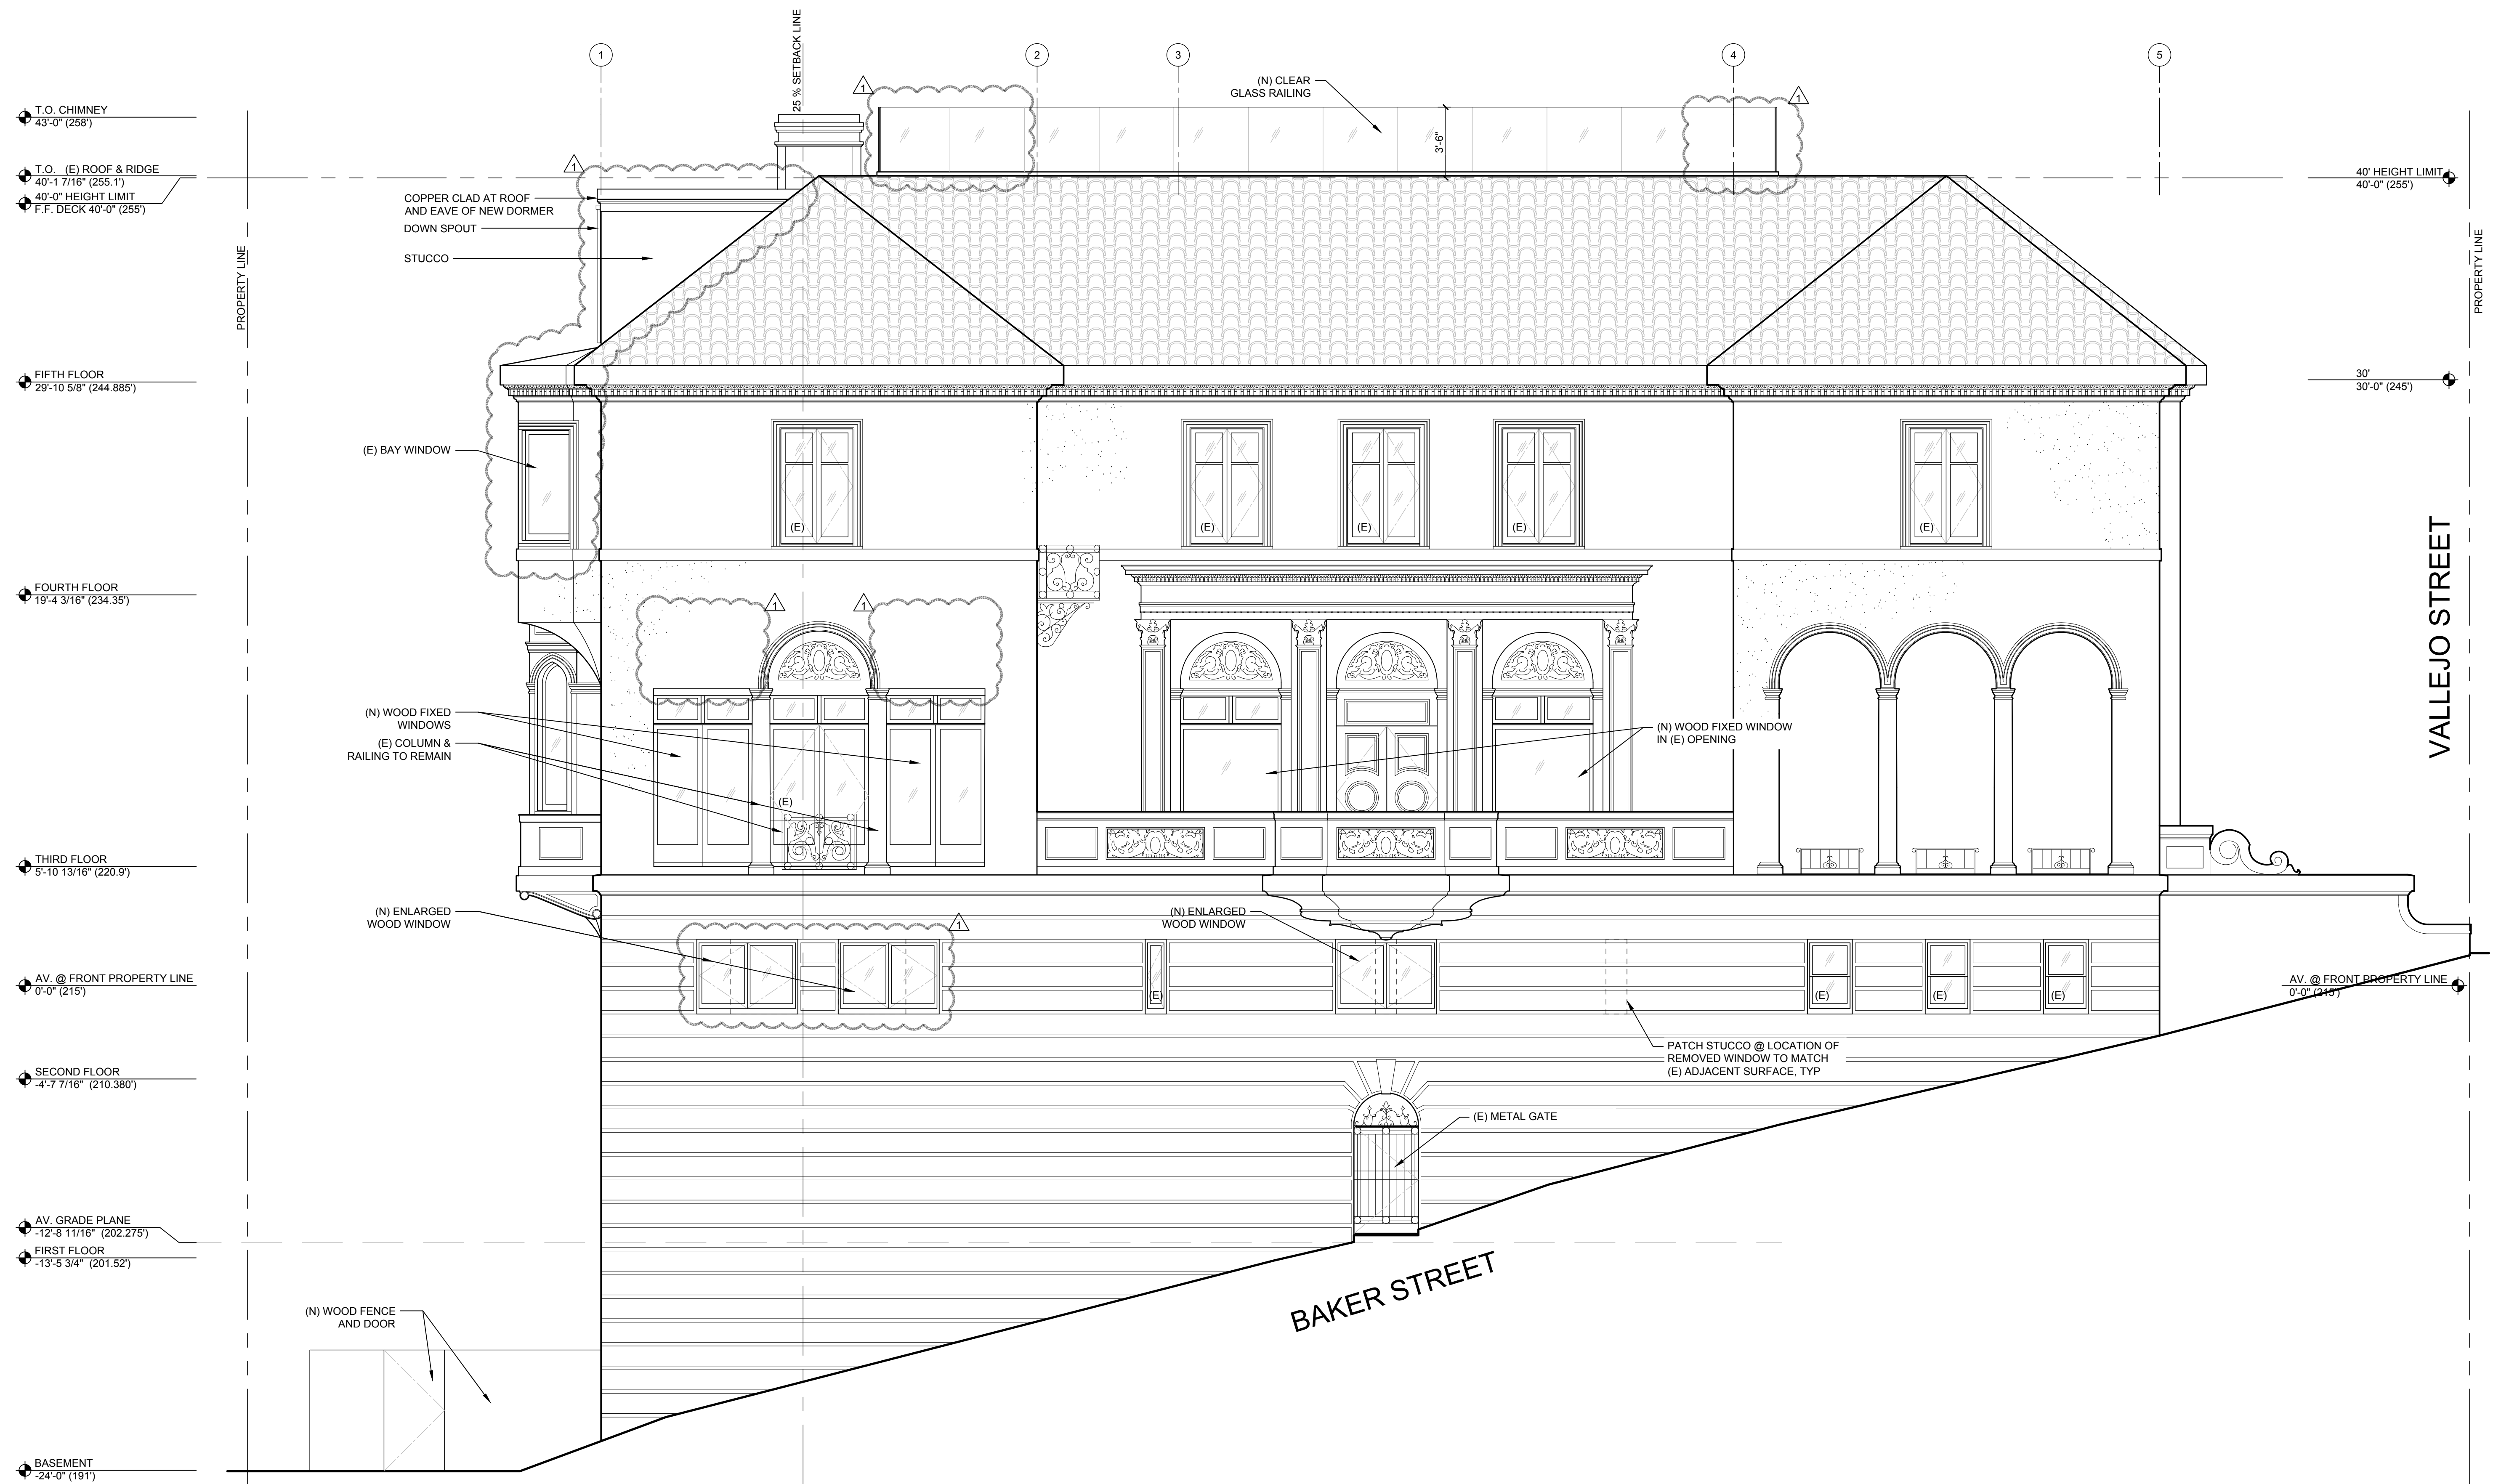 1
2
3
4
5
25 % SETBACK LINE
1
1
(N) CLEAR
GLASS RAILING
3'-6"
T.O. CHIMNEY
43'-0" (258')
T.O. (E) ROOF & RIDGE
40'-1 7/16" (255.1')
40'-0" HEIGHT LIMIT
F.F. DECK 40'-0" (255')
1
COPPER CLAD AT ROOF
AND EAVE OF NEW DORMER
DOWN SPOUT
STUCCO
40' HEIGHT LIMIT
40'-0" (255')
PROPERTY LINE
PROPERTY LINE
FIFTH FLOOR
29'-10 5/8" (244.885')
30'
30'-0" (245')
(E) BAY WINDOW
(E)
(E)
(E)
(E)
(E)
VALLEJO STREET
FOURTH FLOOR
19'-4 3/16" (234.35')
1
1
(N) WOOD FIXED
WINDOWS
(E) COLUMN &
RAILING TO REMAIN
(E)
(N) WOOD FIXED WINDOW
IN (E) OPENING
THIRD FLOOR
5'-10 13/16" (220.9')
(N) ENLARGED
WOOD WINDOW
1
(N) ENLARGED
WOOD WINDOW
AV. @ FRONT PROPERTY LINE
0'-0" (215')
(E)
(E)
(E)
(E)
AV. @ FRONT PROPERTY LINE
0'-0" (215')
PATCH STUCCO @ LOCATION OF
REMOVED WINDOW TO MATCH
(E) ADJACENT SURFACE, TYP
SECOND FLOOR
-4'-7 7/16" (210.380')
(E) METAL GATE
AV. GRADE PLANE
-12'-8 11/16" (202.275')
FIRST FLOOR
-13'-5 3/4" (201.52')
BAKER STREET
(N) WOOD FENCE
AND DOOR
BASEMENT
-24'-0" (191')